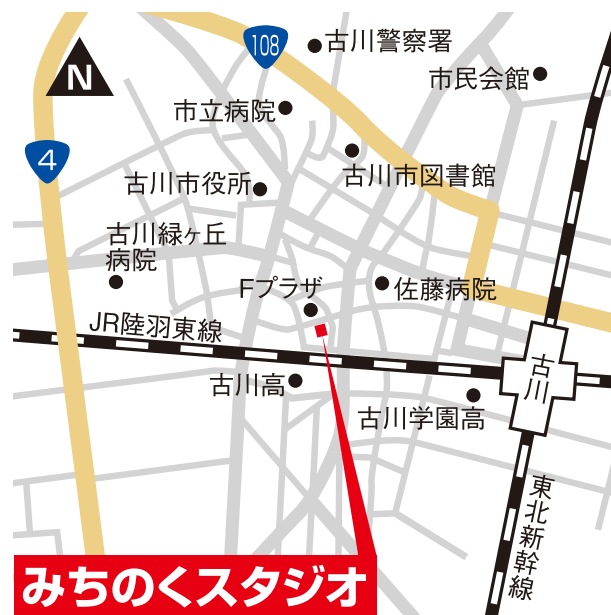 108
古川警察署
N
市民会館
市立病院
4
古川市図書館
古川市役所
古川緑ヶ丘
病院
Fプラザ
佐藤病院
JR陸羽東線
古川
古川高
古川学園高
東北新幹線
みちのくスタジオ